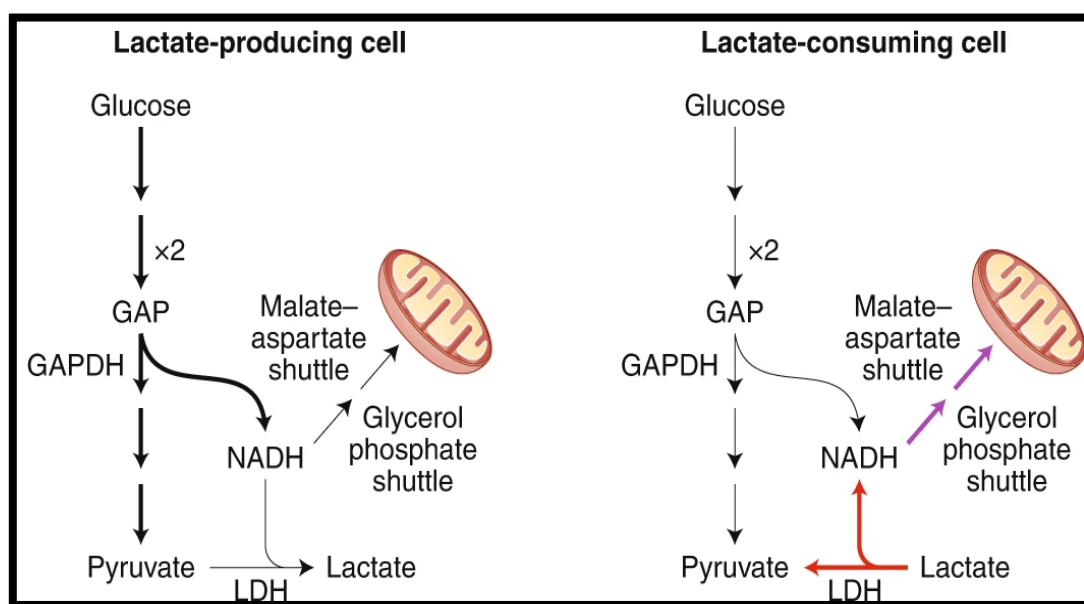 Lactate-producing cell
Glucose
×2
GAP
GAPDH
Malate–
aspartate
shuttle
Glycerol
phosphate
shuttle
NADH
Pyruvate
LDH
Lactate
Lactate-consuming cell
Glucose
×2
GAP
GAPDH
Malate–
aspartate
shuttle
Glycerol
phosphate
shuttle
NADH
Pyruvate
LDH
Lactate